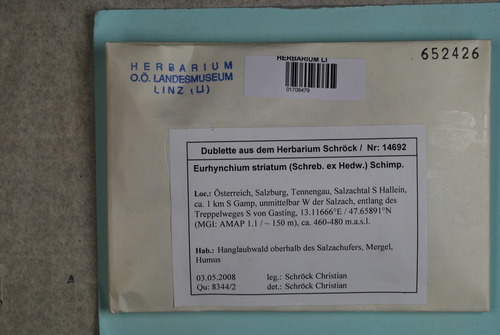 HERBARIUM
O.Ö. LANDESMUSEUM
LINZ (LI)
HERBARIUM LI
01706479
652426
Dublette aus dem Herbarium Schröck / Nr: 14692
Eurhynchium striatum (Schreb. ex Hedw.) Schimp.
Loc.: Österreich, Salzburg, Tennengau, Salzachtal S Hallein,
ca. 1 km S Gamp, unmittelbar W der Salzach, entlang des
Treppelweges S von Gasting, 13.11666°E / 47.65891°N
(MGI: AMAP 1.1 / ~ 150 m), ca. 460-480 m.a.s.l.
Hab.: Hanglaubwald oberhalb des Salzachufers, Mergel,
Humus
03.05.2008 leg.: Schröck Christian
Qu: 8344/2 det.: Schröck Christian